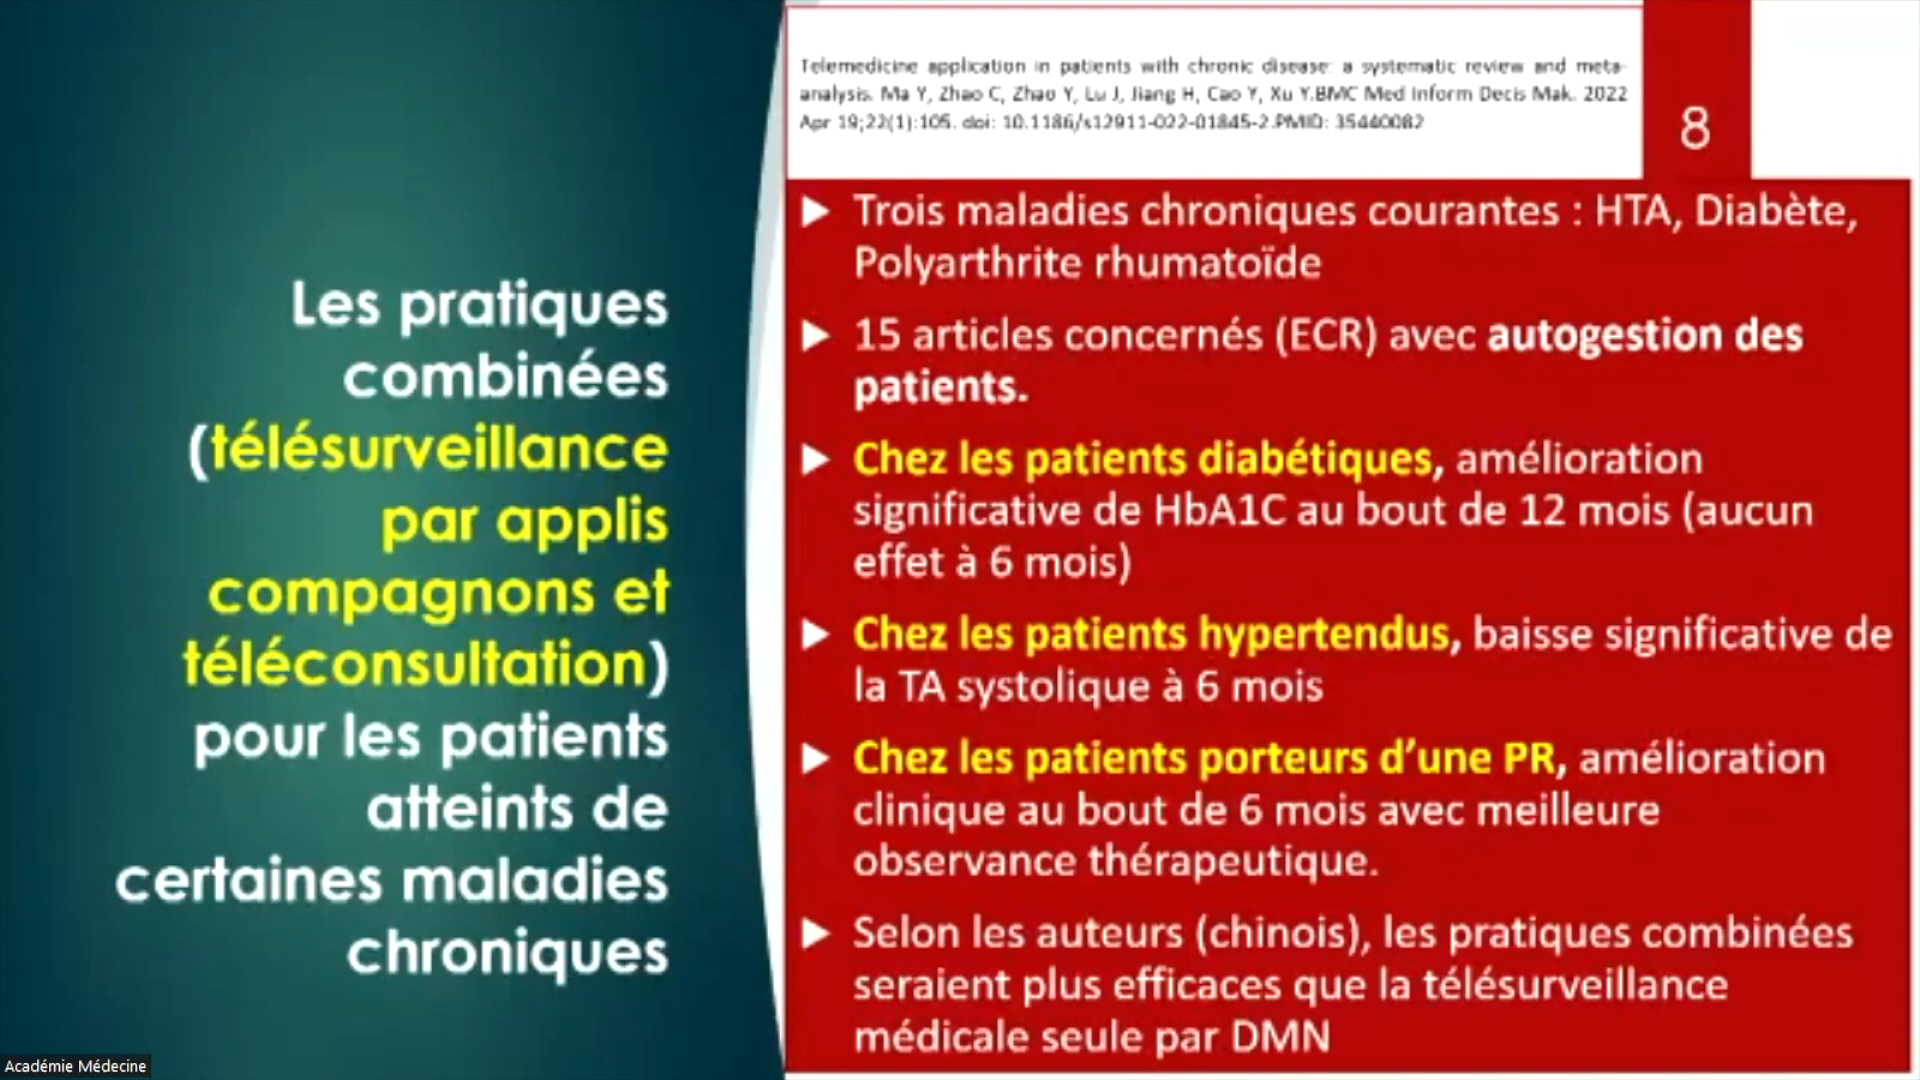 Les pratiques
combinées
(télésurveillance
par applis
compagnons et
téléconsultation)
pour les patients
atteints de
certaines maladies
chroniques
Telemedicine application in patients with chronic disease: a systematic review and meta-
analysis. Ma Y, Zhao C, Zhao Y, Lu J, Jiang H, Cao Y, Xu Y.BMC Med Inform Decis Mak. 2022
Apr 19;22(1):105. doi: 10.1186/s12911-022-01845-2.PMID: 35440082
8
Trois maladies chroniques courantes : HTA, Diabète,
Polyarthrite rhumatoïde
15 articles concernés (ECR) avec autogestion des
patients.
Chez les patients diabétiques, amélioration
significative de HbA1C au bout de 12 mois (aucun
effet à 6 mois)
Chez les patients hypertendus, baisse significative de
la TA systolique à 6 mois
Chez les patients porteurs d’une PR, amélioration
clinique au bout de 6 mois avec meilleure
observance thérapeutique.
Selon les auteurs (chinois), les pratiques combinées
seraient plus efficaces que la télésurveillance
médicale seule par DMN
Académie Médecine